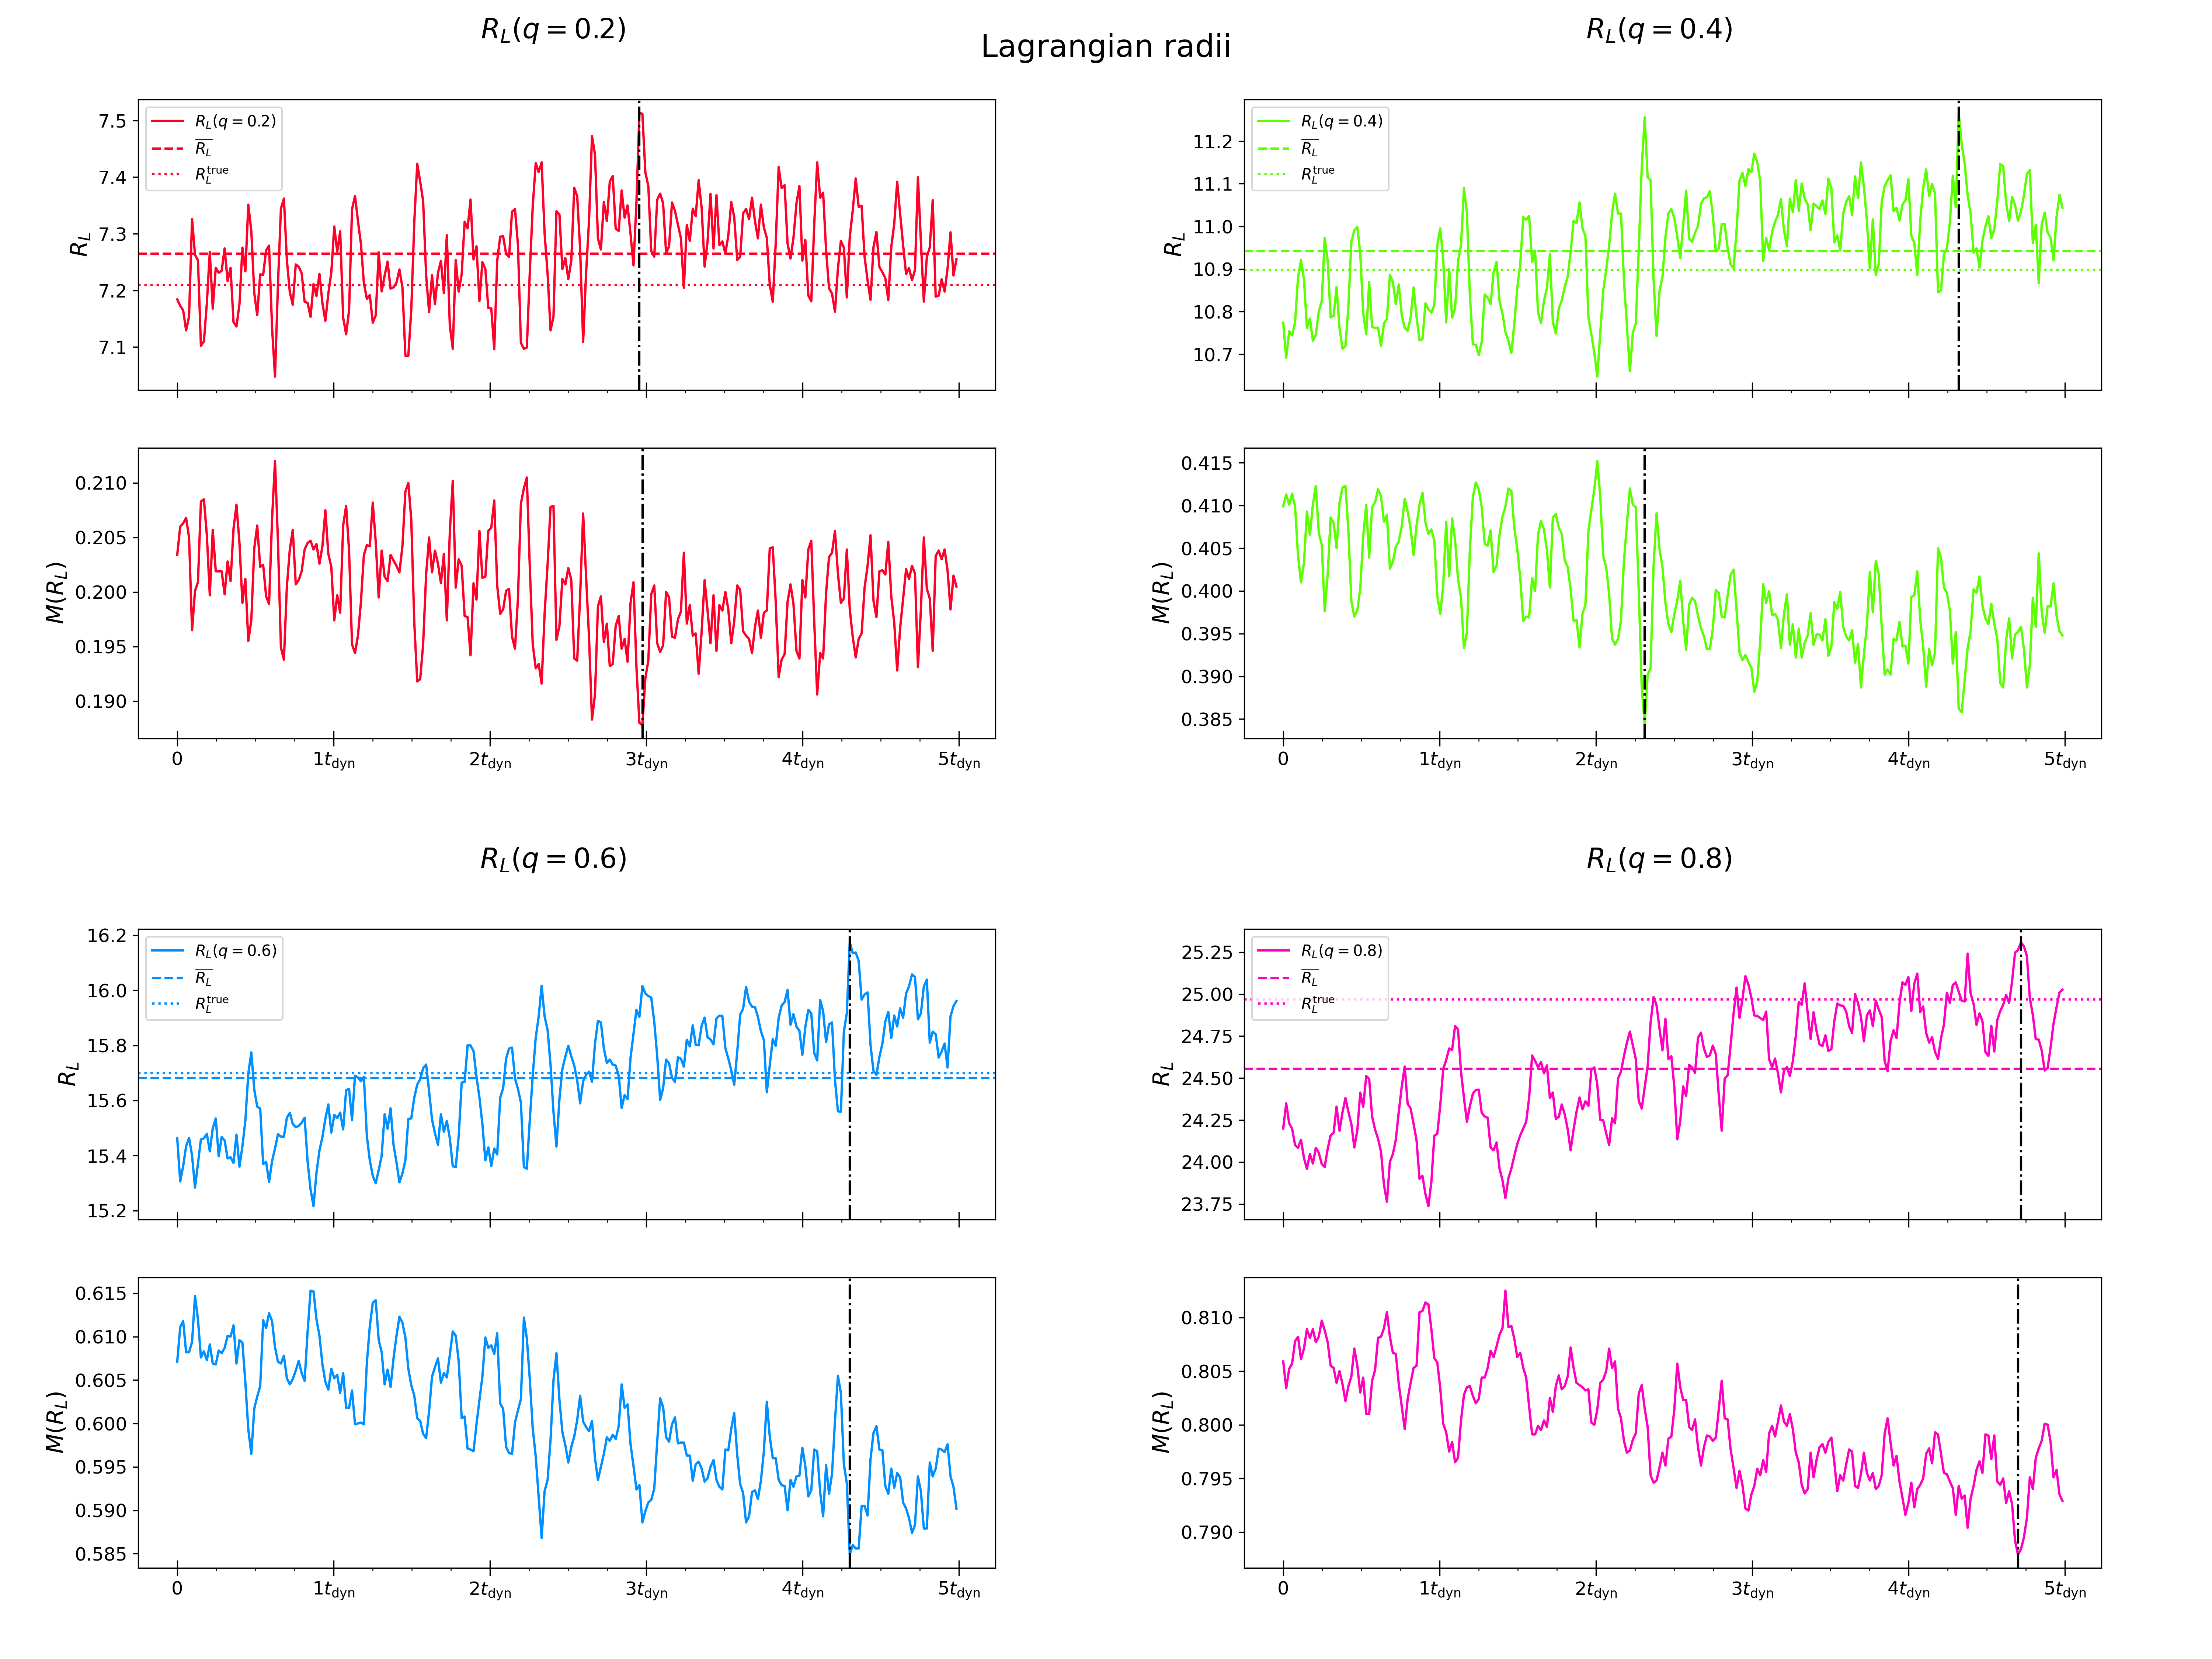 Lagrangian radii
R_L(q = 0.2)
R_L
7.5
7.4
7.3
7.2
7.1
R_L(q = 0.2)
R̅_L
R_L^true
M(R_L)
0.210
0.205
0.200
0.195
0.190
0 1t_dyn 2t_dyn 3t_dyn 4t_dyn 5t_dyn
R_L(q = 0.4)
R_L
11.2
11.1
11.0
10.9
10.8
10.7
R_L(q = 0.4)
R̅_L
R_L^true
M(R_L)
0.415
0.410
0.405
0.400
0.395
0.390
0.385
0 1t_dyn 2t_dyn 3t_dyn 4t_dyn 5t_dyn
R_L(q = 0.6)
R_L
16.2
16.0
15.8
15.6
15.4
15.2
R_L(q = 0.6)
R̅_L
R_L^true
M(R_L)
0.615
0.610
0.605
0.600
0.595
0.590
0.585
0 1t_dyn 2t_dyn 3t_dyn 4t_dyn 5t_dyn
R_L(q = 0.8)
R_L
25.25
25.00
24.75
24.50
24.25
24.00
23.75
R_L(q = 0.8)
R̅_L
R_L^true
M(R_L)
0.810
0.805
0.800
0.795
0.790
0 1t_dyn 2t_dyn 3t_dyn 4t_dyn 5t_dyn